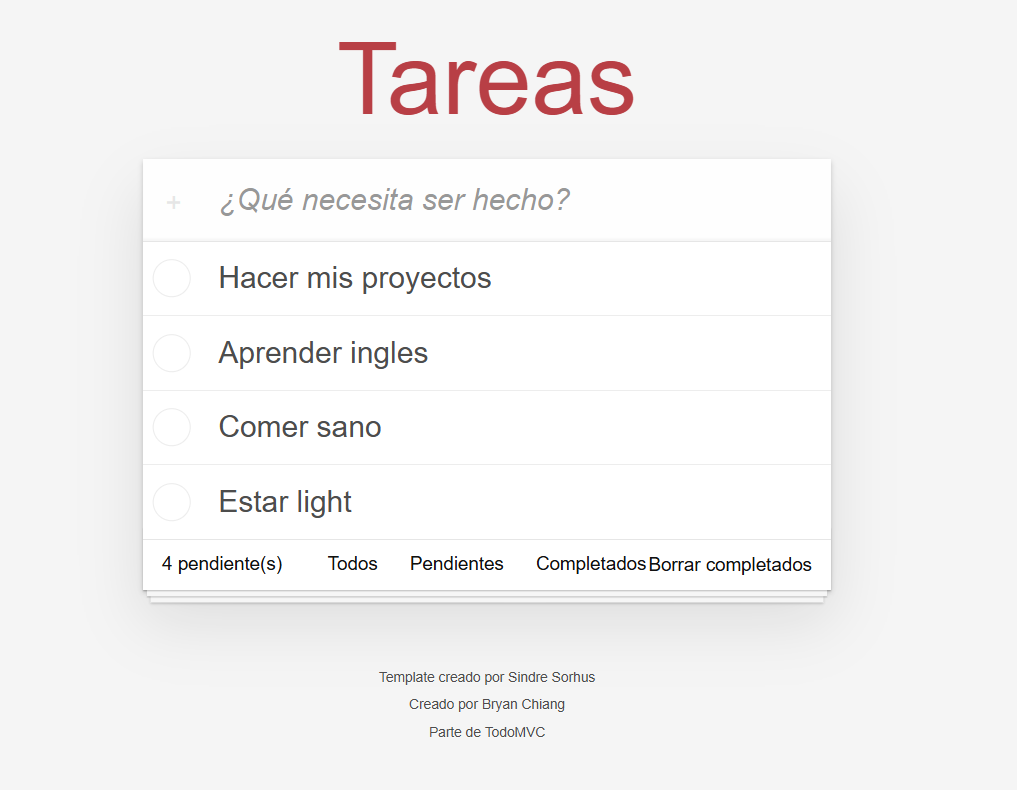 Tareas
+ ¿Qué necesita ser hecho?
Hacer mis proyectos
Aprender ingles
Comer sano
Estar light
4 pendiente(s) Todos Pendientes Completados Borrar completados
Template creado por Sindre Sorhus
Creado por Bryan Chiang
Parte de TodoMVC